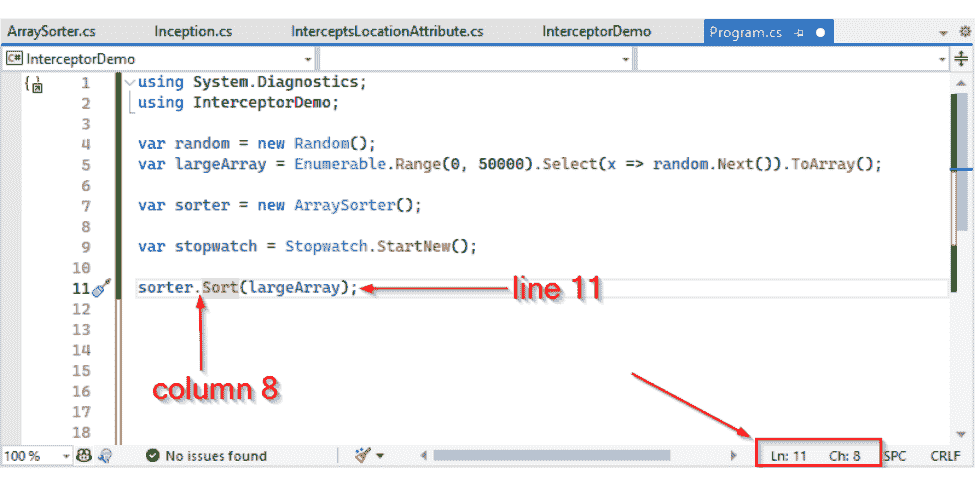 ArraySorter.cs Inception.cs InterceptsLocationAttribute.cs InterceptorDemo Program.cs
C# InterceptorDemo
1 using System.Diagnostics;
2 using InterceptorDemo;
3
4 var random = new Random();
5 var largeArray = Enumerable.Range(0, 50000).Select(x => random.Next()).ToArray();
6
7 var sorter = new ArraySorter();
8
9 var stopwatch = Stopwatch.StartNew();
10
11 sorter.Sort(largeArray); line 11
12
13
14
15
column 8
16
17
18
100 % No issues found Ln: 11 Ch: 8 SPC CRLF